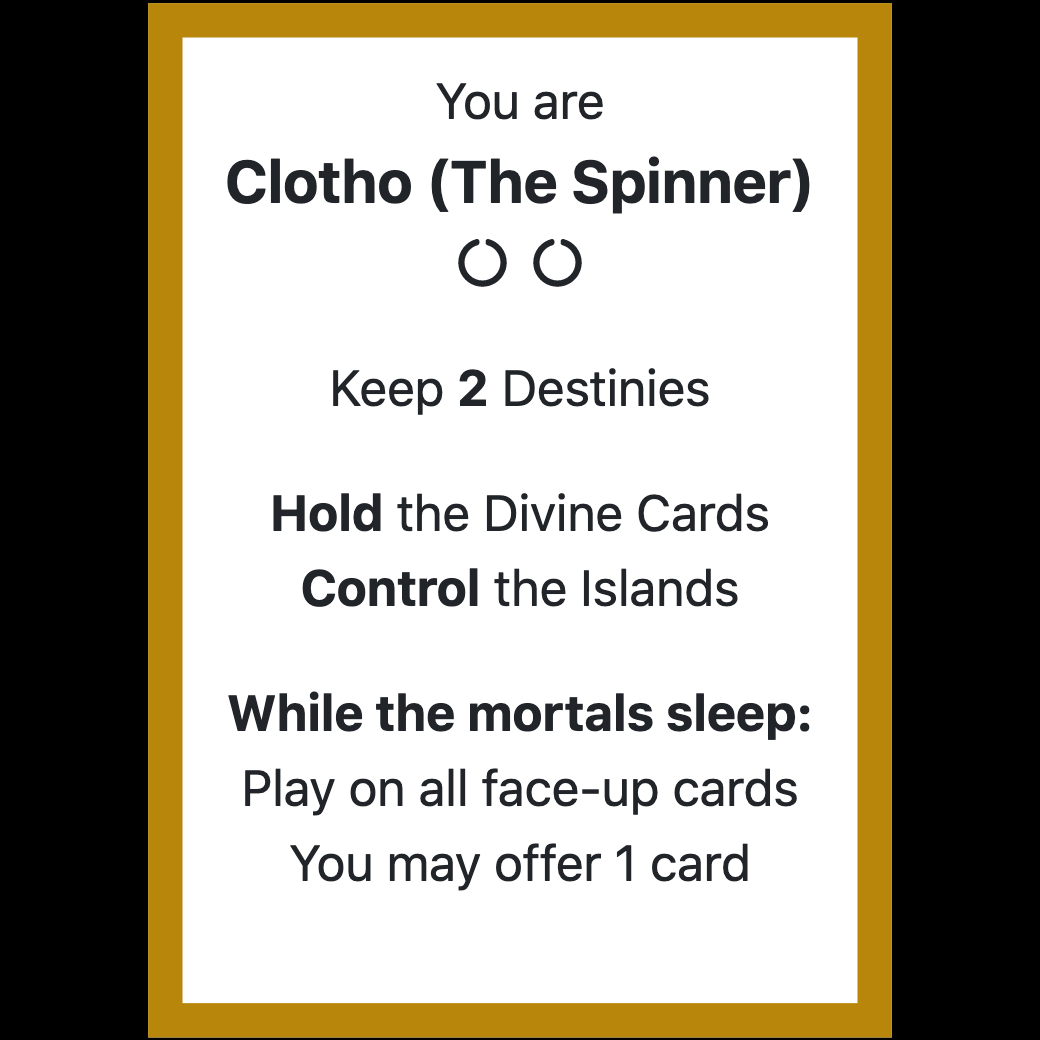 You are
Clotho (The Spinner)
Keep 2 Destinies
Hold the Divine Cards
Control the Islands
While the mortals sleep:
Play on all face-up cards
You may offer 1 card